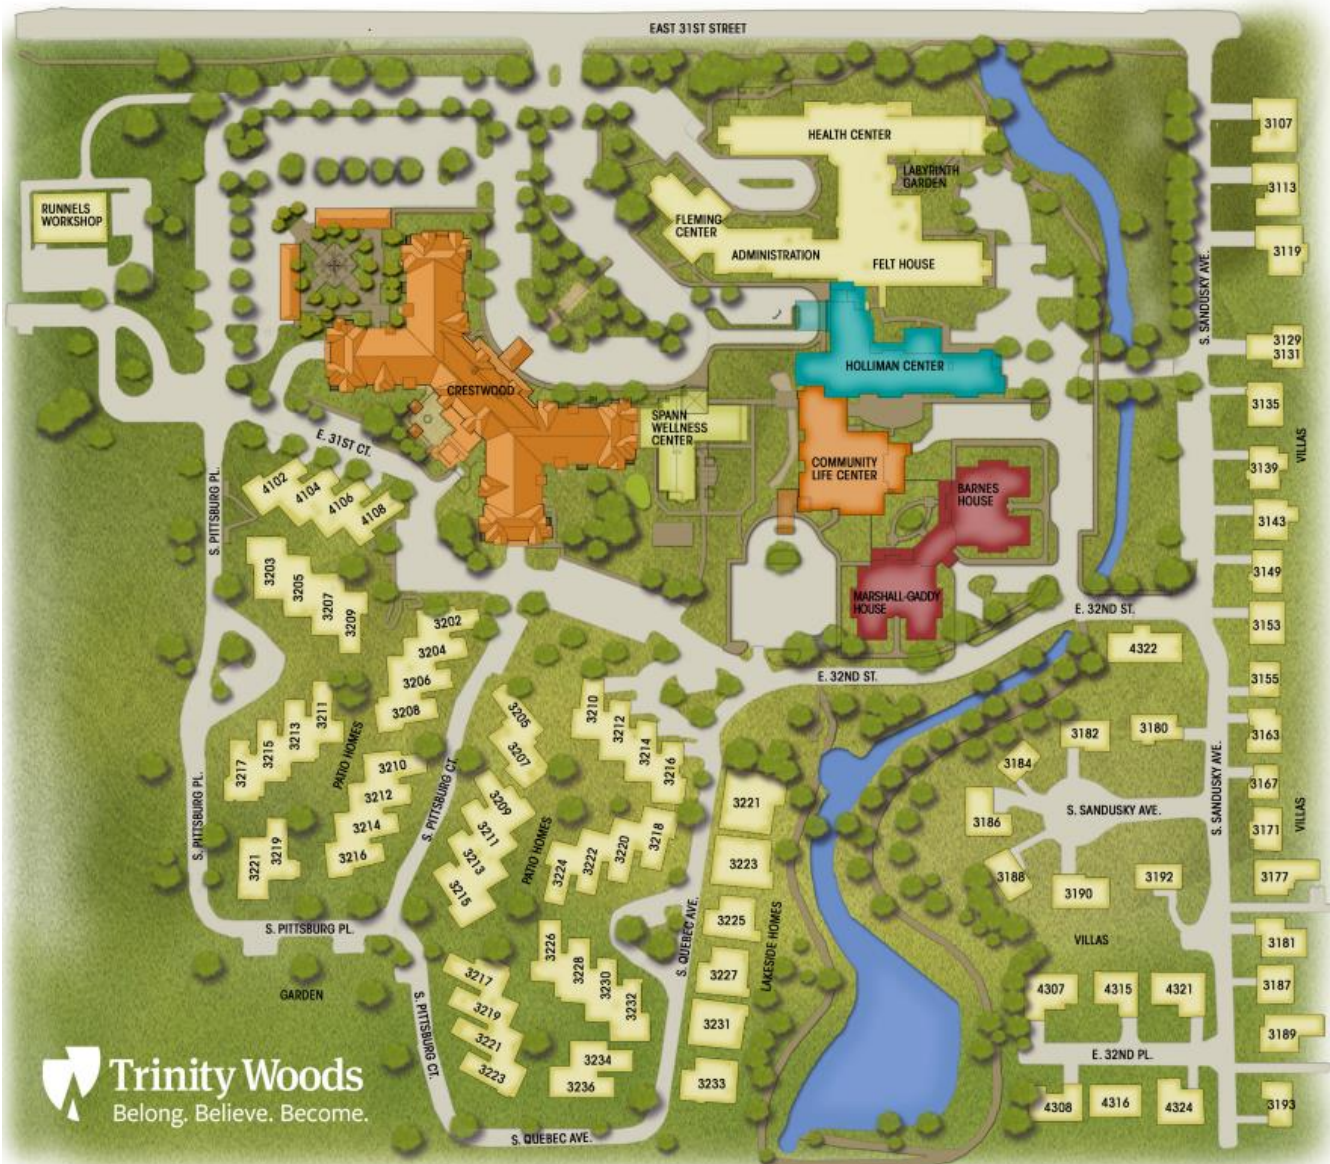 EAST 31ST STREET
HEALTH CENTER
LABYRINTH
GARDEN
RUNNELS
WORKSHOP
FLEMING
CENTER
ADMINISTRATION
FELT HOUSE
HOLLIMAN CENTER
CRESTWOOD
SPANN
WELLNESS
CENTER
COMMUNITY
LIFE CENTER
BARNES
HOUSE
MARSHALL-GADDY
HOUSE
E. 31ST CT.
S. PITTSBURG PL.
S. SANDUSKY AVE.
3107
3113
3119
3129
3131
3135
3139
3143
3149
3153
3155
3163
3167
3171
3177
3181
3187
3189
3193
VILLAS
VILLAS
4102
4104
4106
4108
3203
3205
3207
3209
3202
3204
3206
3208
3211
3213
3215
3217
PATIO HOMES
3210
3212
3214
3216
3219
3221
S. PITTSBURG PL.
S. PITTSBURG CT.
S. PITTSBURG PL.
3205
3207
3209
3211
3213
3215
PATIO HOMES
3210
3212
3214
3216
3218
3220
3222
3224
3226
3228
3230
3232
3234
3236
3217
3219
3221
3223
S. PITTSBURG CT.
S. QUEBEC AVE.
S. QUEBEC AVE.
GARDEN
E. 32ND ST.
E. 32ND ST.
3221
3223
3225
3227
3231
3233
LAKESIDE HOMES
4322
3180
3182
3184
3186
3188
3190
3192
S. SANDUSKY AVE.
S. SANDUSKY AVE.
VILLAS
4307
4315
4321
E. 32ND PL.
4308
4316
4324
Trinity Woods
Belong. Believe. Become.